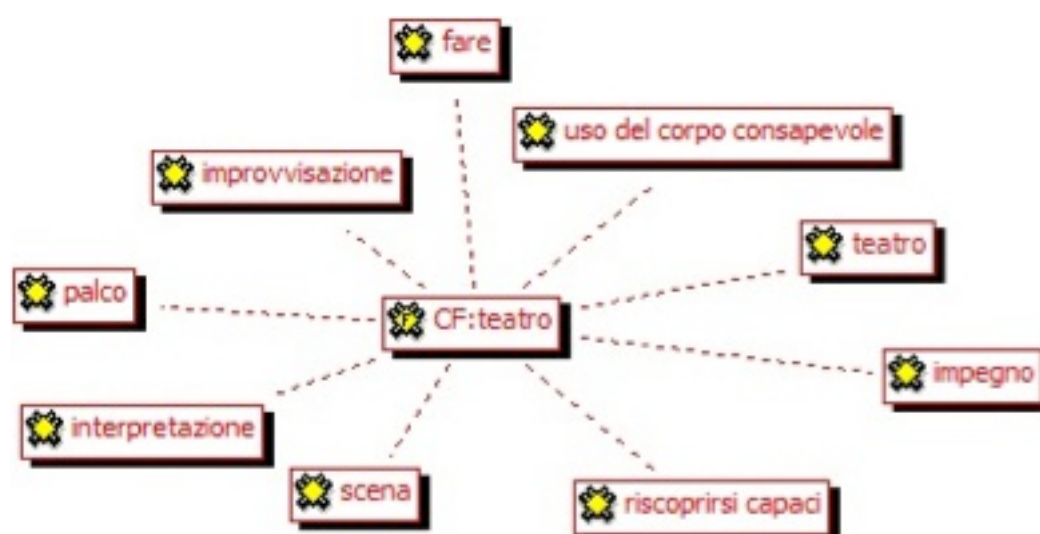 fare
uso del corpo consapevole
improvvisazione
teatro
palco
CF:teatro
impegno
interpretazione
scena
riscoprirsi capaci